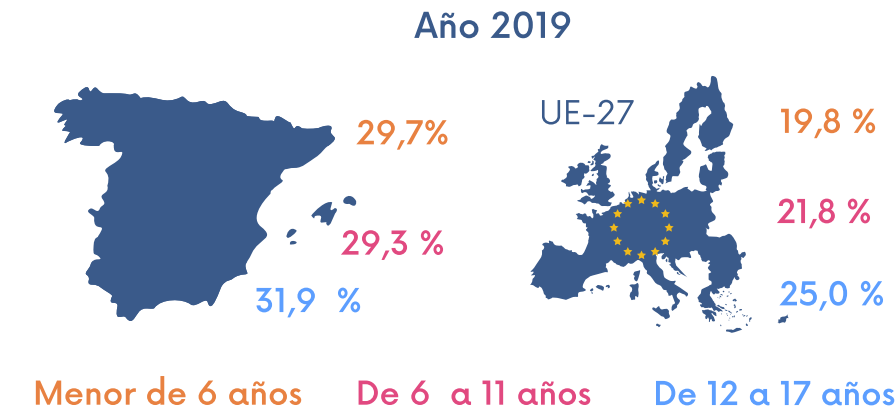 Año 2019
UE-27
29,7%
19,8 %
29,3 %
21,8 %
31,9 %
25,0 %
Menor de 6 años
De 6 a 11 años
De 12 a 17 años